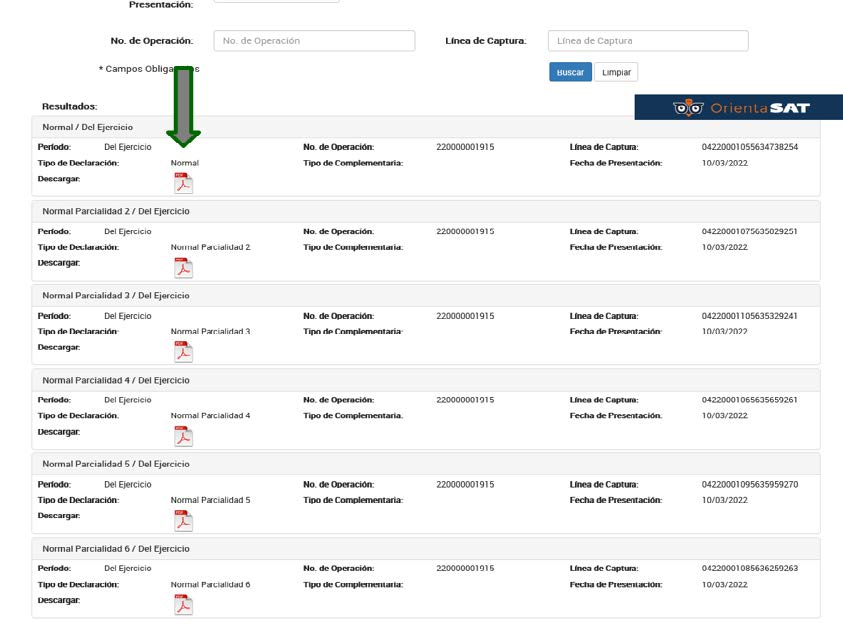 Presentación:
No. de Operación: No. de Operación Línea de Captura: Línea de Captura
* Campos Obligatorios
Buscar Limpiar
Resultados:
OrientaSAT
Normal / Del Ejercicio
Período: Del Ejercicio No. de Operación: 220000001915 Línea de Captura: 04220001055634738254
Tipo de Declaración: Normal Tipo de Complementaria: Fecha de Presentación: 10/03/2022
Descargar: PDF
Normal Parcialidad 2 / Del Ejercicio
Período: Del Ejercicio No. de Operación: 220000001915 Línea de Captura: 04220001075635029251
Tipo de Declaración: Normal Parcialidad 2 Tipo de Complementaria: Fecha de Presentación: 10/03/2022
Descargar: PDF
Normal Parcialidad 3 / Del Ejercicio
Período: Del Ejercicio No. de Operación: 220000001915 Línea de Captura: 04220001105635329241
Tipo de Declaración: Normal Parcialidad 3 Tipo de Complementaria: Fecha de Presentación: 10/03/2022
Descargar: PDF
Normal Parcialidad 4 / Del Ejercicio
Período: Del Ejercicio No. de Operación: 220000001915 Línea de Captura: 04220001065635659261
Tipo de Declaración: Normal Parcialidad 4 Tipo de Complementaria: Fecha de Presentación: 10/03/2022
Descargar: PDF
Normal Parcialidad 5 / Del Ejercicio
Período: Del Ejercicio No. de Operación: 220000001915 Línea de Captura: 04220001095635959270
Tipo de Declaración: Normal Parcialidad 5 Tipo de Complementaria: Fecha de Presentación: 10/03/2022
Descargar: PDF
Normal Parcialidad 6 / Del Ejercicio
Período: Del Ejercicio No. de Operación: 220000001915 Línea de Captura: 04220001085636259263
Tipo de Declaración: Normal Parcialidad 6 Tipo de Complementaria: Fecha de Presentación: 10/03/2022
Descargar: PDF